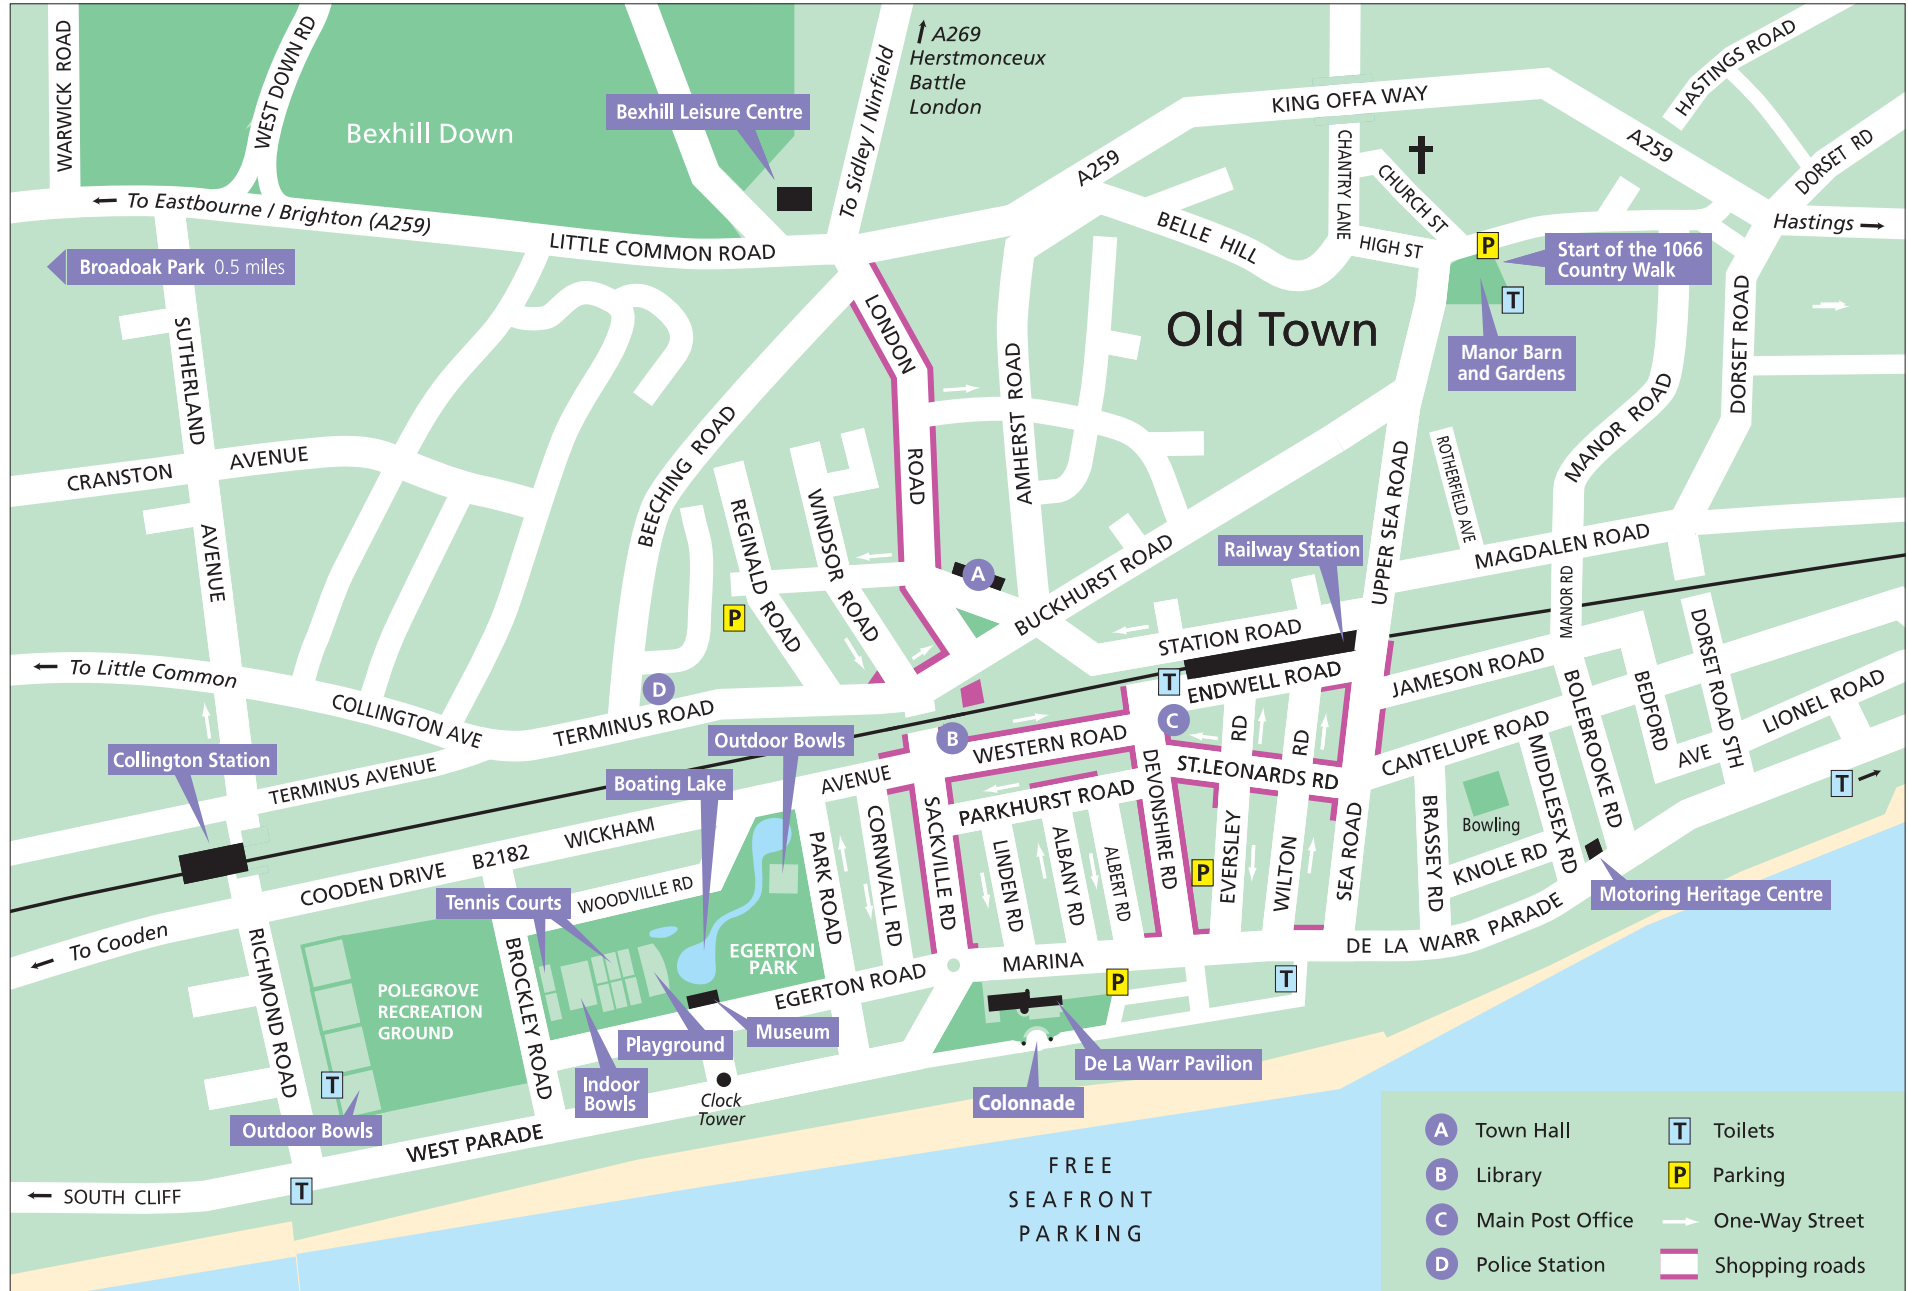 WARWICK ROAD
WEST DOWN RD
Bexhill Down
Bexhill Leisure Centre
To Sidley / Ninfield
A269
Herstmonceux
Battle
London
KING OFFA WAY
HASTINGS ROAD
A259
A259
DORSET RD
CHANTRY LANE
CHURCH ST
HIGH ST
BELLE HILL
Hastings
To Eastbourne / Brighton (A259)
LITTLE COMMON ROAD
Broadoak Park 0.5 miles
P
Start of the 1066
Country Walk
T
Manor Barn
and Gardens
Old Town
SUTHERLAND
AVENUE
LONDON
ROAD
AMHERST ROAD
BEECHING ROAD
CRANSTON AVENUE
REGINALD ROAD
WINDSOR ROAD
UPPER SEA ROAD
ROTHERFIELD AVE
MANOR ROAD
DORSET ROAD
MAGDALEN ROAD
MANOR RD
Railway Station
BUCKHURST ROAD
A
P
STATION ROAD
T
ENDWELL ROAD
JAMESON ROAD
BOLEBROOKE RD
BEDFORD
AVE
DORSET ROAD STH
LIONEL ROAD
To Little Common
COLLINGTON AVE
D
TERMINUS ROAD
TERMINUS AVENUE
Collington Station
Outdoor Bowls
Boating Lake
B
C
WESTERN ROAD
RD
RD
ST.LEONARDS RD
CANTELUPE ROAD
MIDDLESEX RD
T
WICKHAM
AVENUE
PARKHURST ROAD
DEVONSHIRE RD
SACKVILLE RD
CORNWALL RD
PARK ROAD
LINDEN RD
ALBANY RD
ALBERT RD
P
EVERSLEY
WILTON
SEA ROAD
BRASSEY RD
Bowling
KNOLE RD
Motoring Heritage Centre
COODEN DRIVE
B2182
To Cooden
Tennis Courts
WOODVILLE RD
EGERTON
PARK
EGERTON ROAD
MARINA
DE LA WARR PARADE
P
T
RICHMOND ROAD
POLEGROVE
RECREATION
GROUND
BROCKLEY ROAD
Museum
Playground
Indoor
Bowls
De La Warr Pavilion
Colonnade
Clock
Tower
T
Outdoor Bowls
WEST PARADE
SOUTH CLIFF
T
FREE
SEAFRONT
PARKING
A Town Hall
B Library
C Main Post Office
D Police Station
T Toilets
P Parking
One-Way Street
Shopping roads